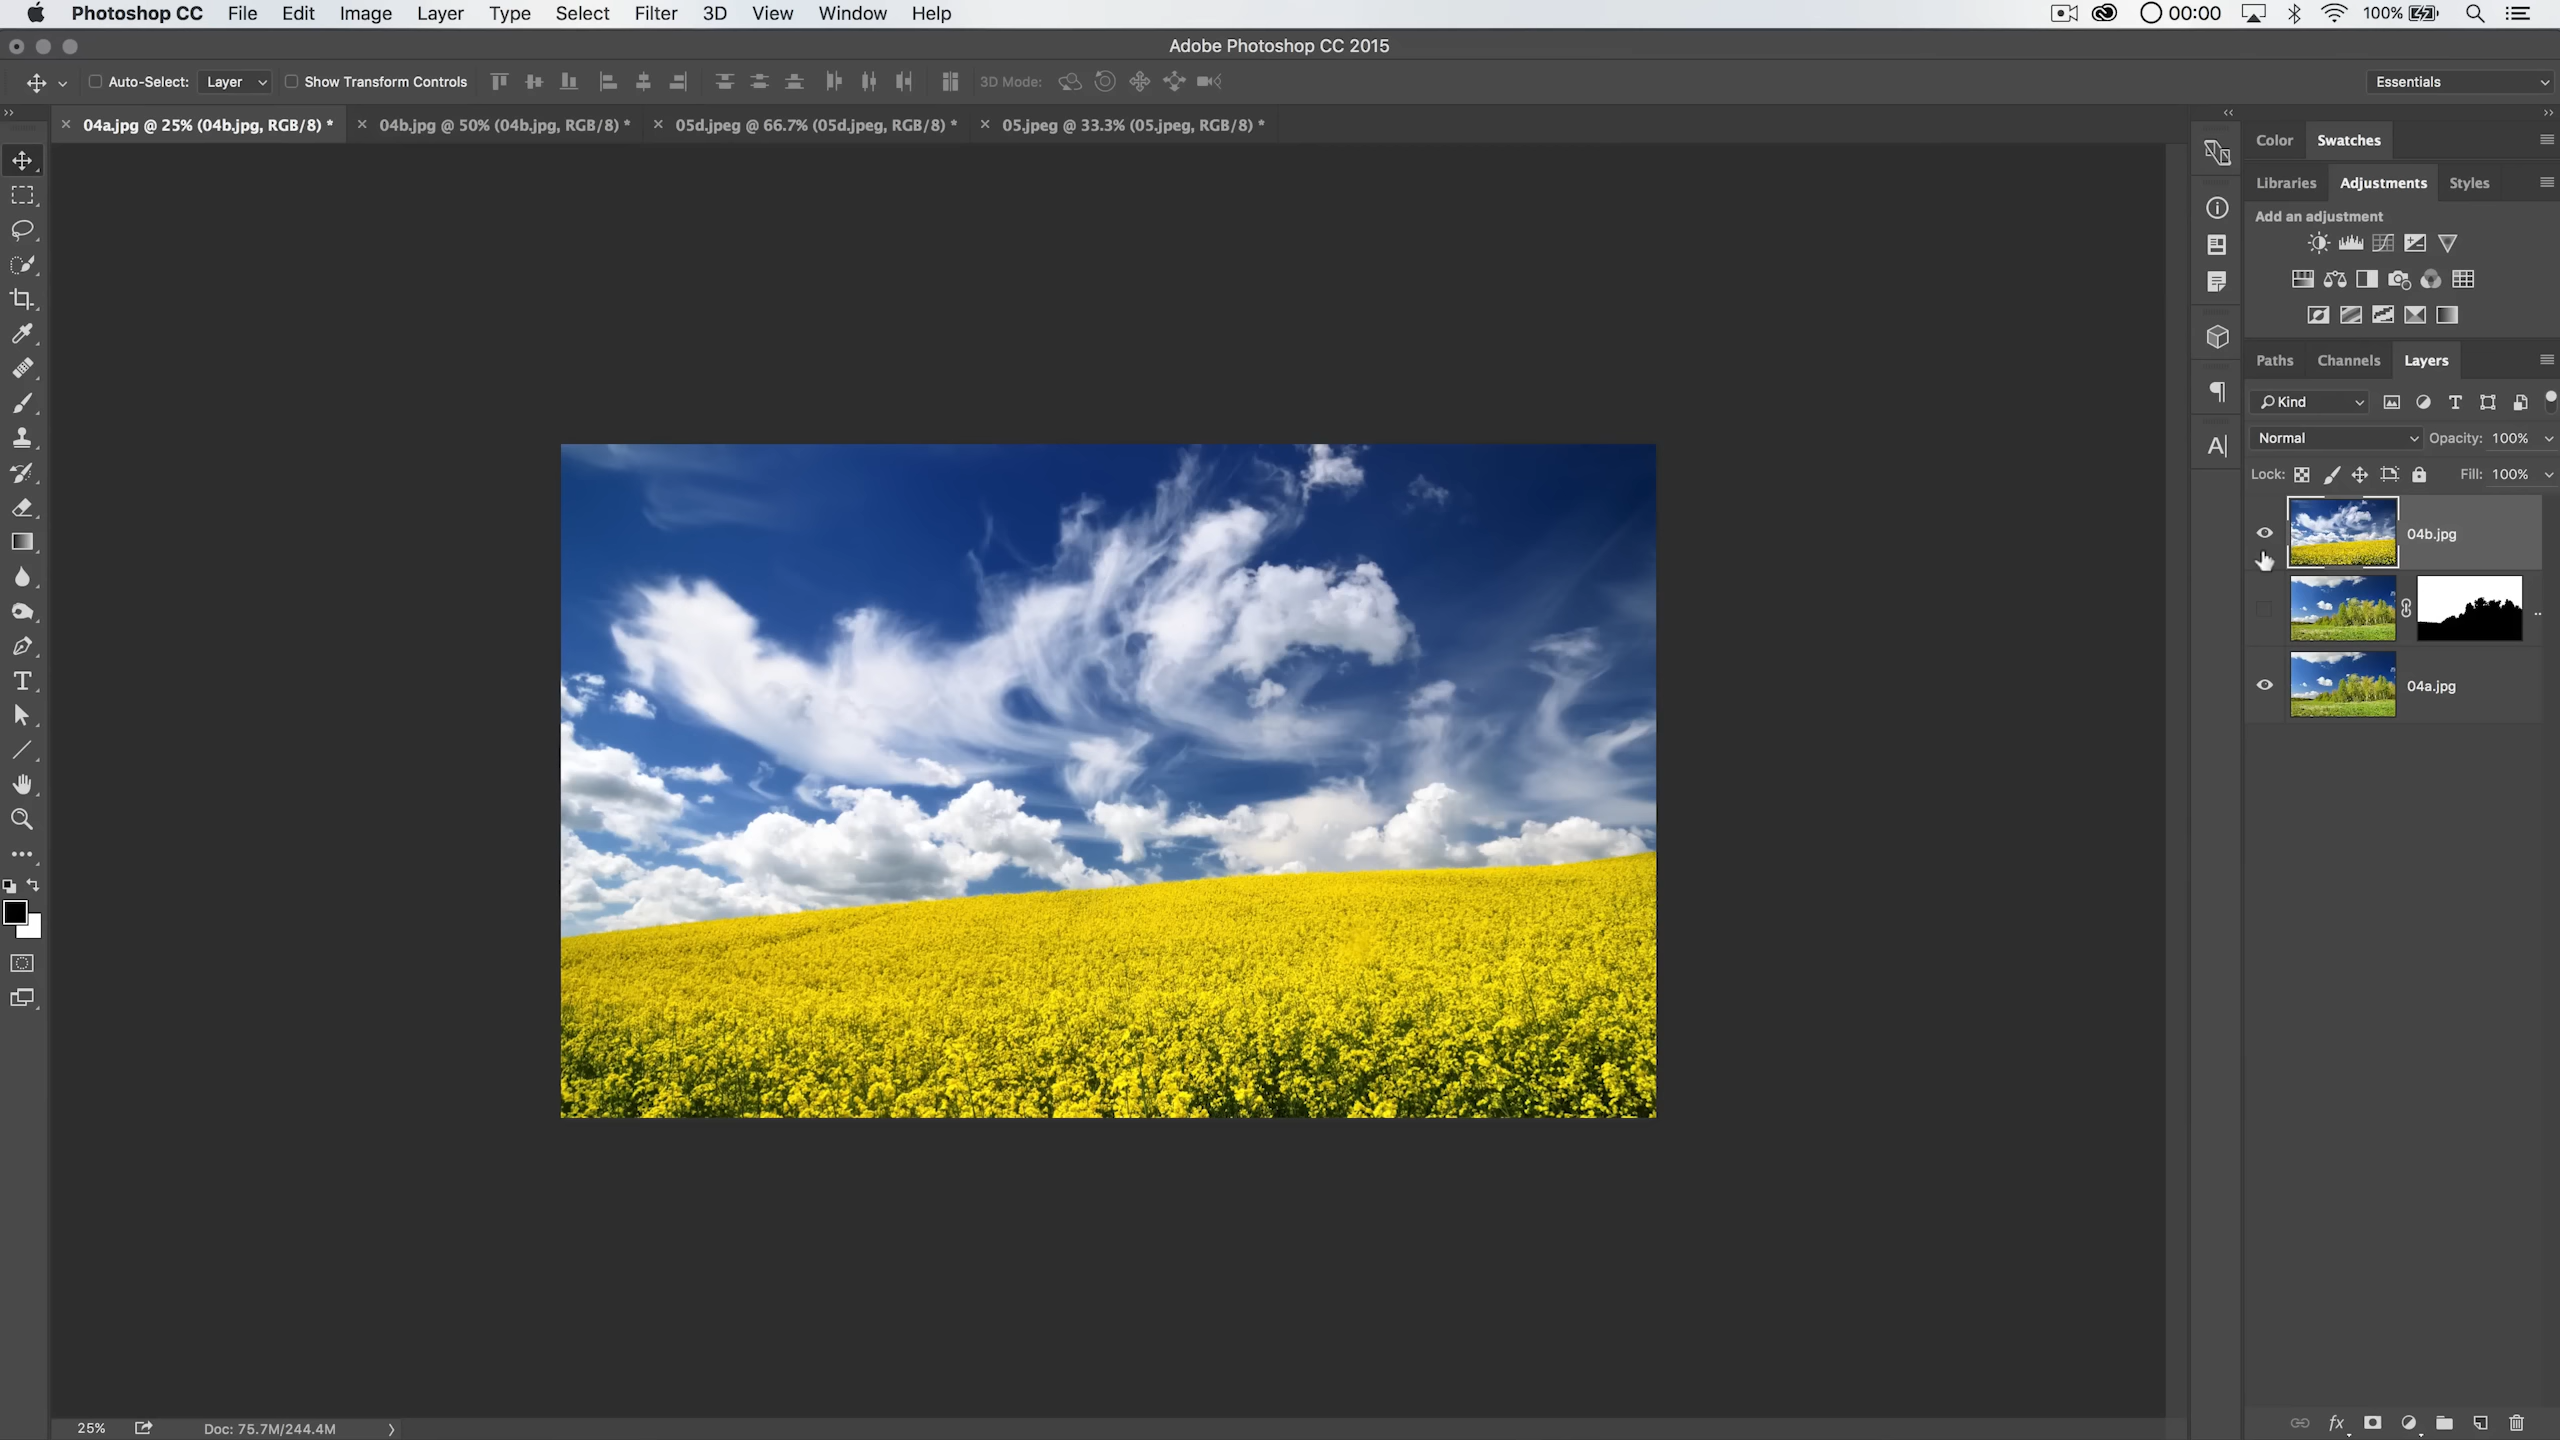 Photoshop CC File Edit Image Layer Type Select Filter 3D View Window Help 00:00 100%
Adobe Photoshop CC 2015
Auto-Select: Layer Show Transform Controls 3D Mode: Essentials
04a.jpg @ 25% (04b.jpg, RGB/8) * 04b.jpg @ 50% (04b.jpg, RGB/8) * 05d.jpeg @ 66.7% (05d.jpeg, RGB/8) * 05.jpeg @ 33.3% (05.jpeg, RGB/8) *
Color Swatches
Libraries Adjustments Styles
Add an adjustment
Paths Channels Layers
Kind
Normal Opacity: 100%
Lock: Fill: 100%
04b.jpg
04a.jpg
25% Doc: 75.7M/244.4M